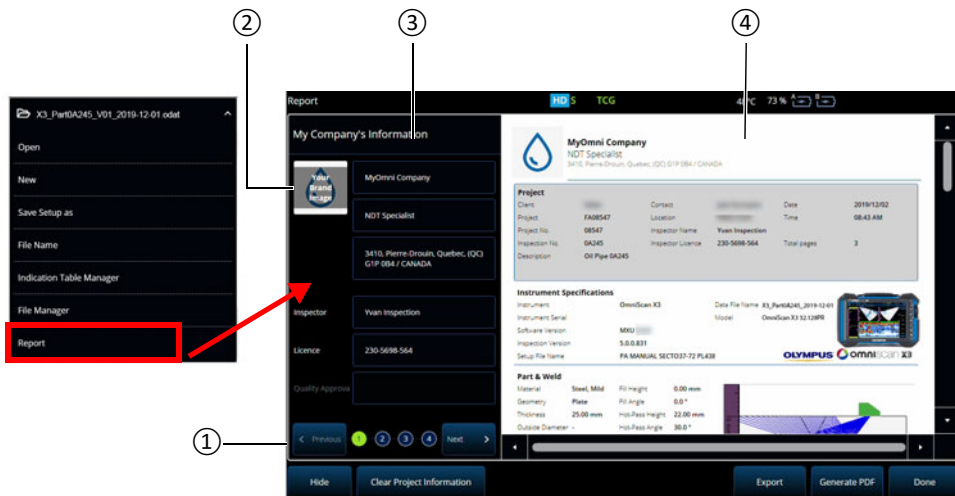 ② ③ ④
X3_Part0A245_V01_2019-12-01.odat
Open
New
Save Setup as
File Name
Indication Table Manager
File Manager
Report
①
Report HD S TCG 73 % A B
My Company's Information
Your
Brand
Image
MyOmni Company
NDT Specialist
3410, Pierre-Drouin, Quebec, (QC)
G1P 0B4 / CANADA
Inspector Yvan Inspection
Licence 230-5698-564
Quality Approva
< Previous 1 2 3 4 Next >
Hide Clear Project Information Export Generate PDF Done
MyOmni Company
NDT Specialist
3410, Pierre-Drouin, Quebec, (QC) G1P 0B4 / CANADA
Project
Client Contact Date 2019/12/02
Project FA08547 Location Time 08:43 AM
Project No. 08547 Inspector Name Yvan Inspection
Inspection No. 0A245 Inspector Licence 230-5698-564 Total pages 3
Description Oil Pipe 0A245
Instrument Specifications
Instrument OmniScan X3 Data File Name X3_Part0A245_2019-12-01
Instrument Serial Model OmniScan X3 32:128PR
Software Version MXU
Inspection Version 5.0.0.831
Setup File Name PA MANUAL SECTO37-72 PL438
OLYMPUS omniscan x3
Part & Weld
Material Steel, Mild Fill Height 0.00 mm
Geometry Plate Fill Angle 0.0 °
Thickness 25.00 mm Hot-Pass Height 22.00 mm
Outside Diameter - Hot-Pass Angle 30.0 °